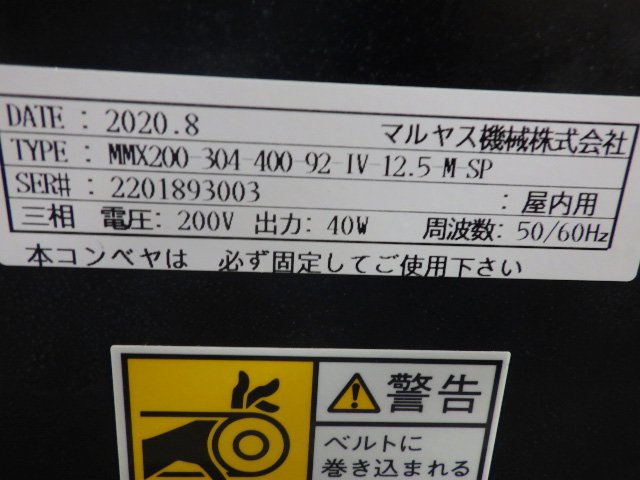 DATE : 2020.8 マルヤス機械株式会社
TYPE : MMX200-304-400-92-IV-12.5-M-SP
SER# : 2201893003 : 屋内用
三相 電圧: 200V 出力: 40W 周波数: 50/60Hz
本コンベヤは 必ず固定してご使用下さい
警告
ベルトに
巻き込まれる